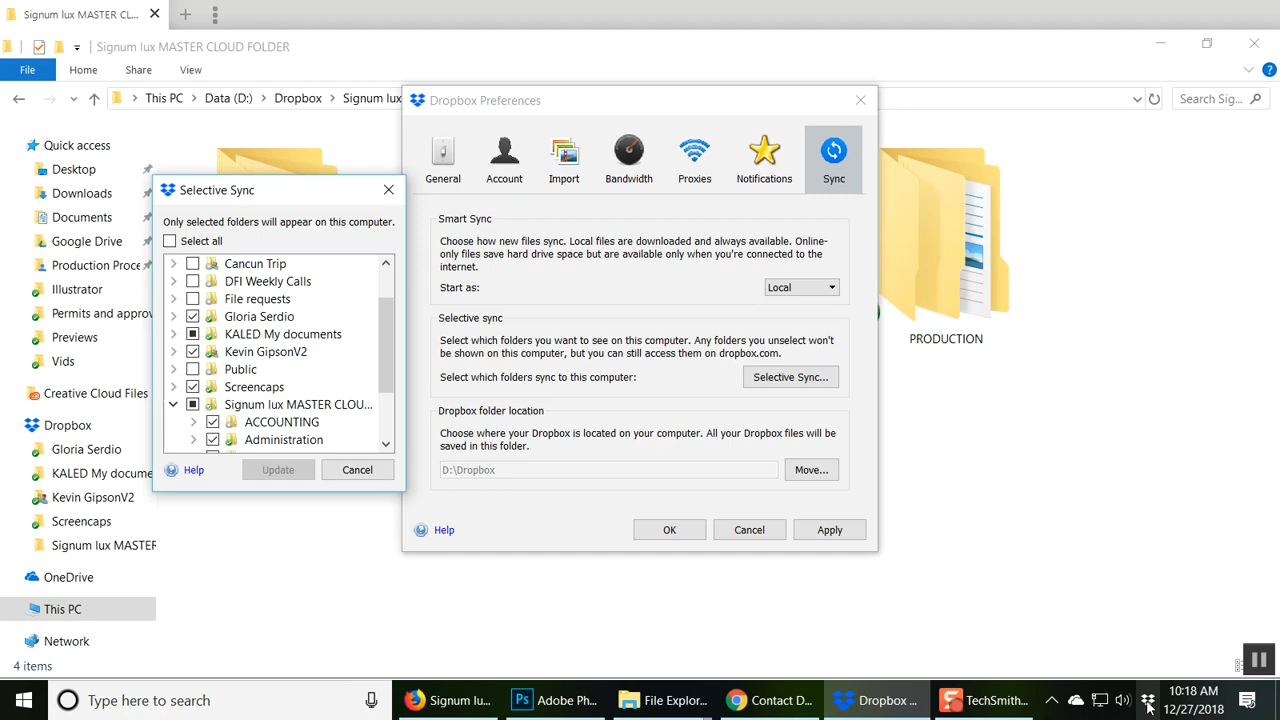 Signum lux MASTER CL...
Signum lux MASTER CLOUD FOLDER
File Home Share View
This PC Data (D:) Dropbox Signum lux
Search Sig...
Quick access
Desktop
Downloads
Documents
Google Drive
Production Proce
Illustrator
Permits and approv
Previews
Vids
Creative Cloud Files
Dropbox
Gloria Serdio
KALED My docume
Kevin GipsonV2
Screencaps
Signum lux MASTER
OneDrive
This PC
Network
4 items
Selective Sync
Only selected folders will appear on this computer.
Select all
Cancun Trip
DFI Weekly Calls
File requests
Gloria Serdio
KALED My documents
Kevin GipsonV2
Public
Screencaps
Signum lux MASTER CLOU...
ACCOUNTING
Administration
Help Update Cancel
Dropbox Preferences
General Account Import Bandwidth Proxies Notifications Sync
Smart Sync
Choose how new files sync. Local files are downloaded and always available. Online-
only files save hard drive space but are available only when you're connected to the
internet.
Start as: Local
Selective sync
Select which folders you want to see on this computer. Any folders you unselect won't
be shown on this computer, but you can still access them on dropbox.com.
Select which folders sync to this computer: Selective Sync...
Dropbox folder location
Choose where your Dropbox is located on your computer. All your Dropbox files will be
saved in this folder.
D:\Dropbox Move...
Help OK Cancel Apply
PRODUCTION
Type here to search
Signum lu...
Ps Adobe Ph...
File Explor...
Contact D...
Dropbox ...
TechSmith...
10:18 AM
12/27/2018